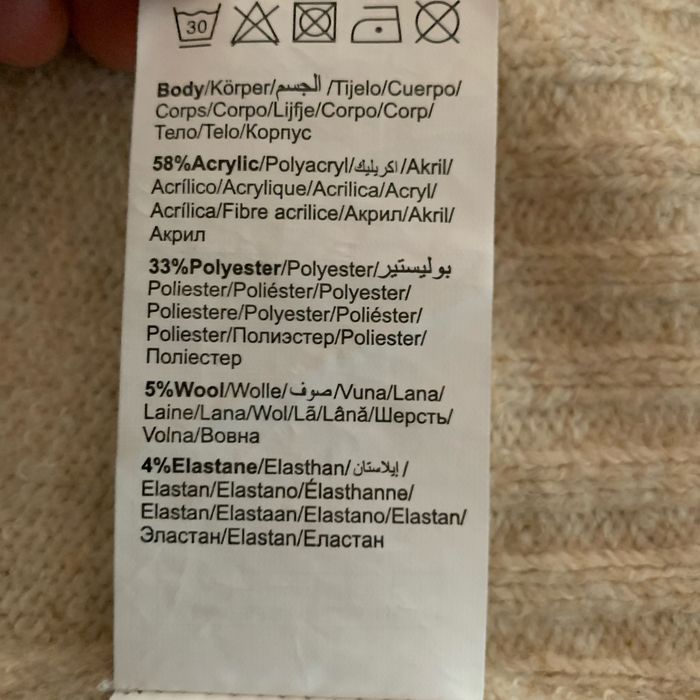 30
Body/Körper/الجسم/Tijelo/Cuerpo/
Corps/Corpo/Lijfje/Corpo/Corp/
Тело/Telo/Корпус
58%Acrylic/Polyacryl/اكريليك/Akril/
Acrílico/Acrylique/Acrilica/Acryl/
Acrílica/Fibre acrilice/Акрил/Akril/
Акрил
33%Polyester/Polyester/بوليستير
Poliester/Poliéster/Polyester/
Poliestere/Polyester/Poliéster/
Poliester/Полиэстер/Poliester/
Поліестер
5%Wool/Wolle/صوف/Vuna/Lana/
Laine/Lana/Wol/Lã/Lână/Шерсть/
Volna/Вовна
4%Elastane/Elasthan/إيلاستان/
Elastan/Elastano/Élasthanne/
Elastan/Elastaan/Elastano/Elastan/
Эластан/Elastan/Еластан